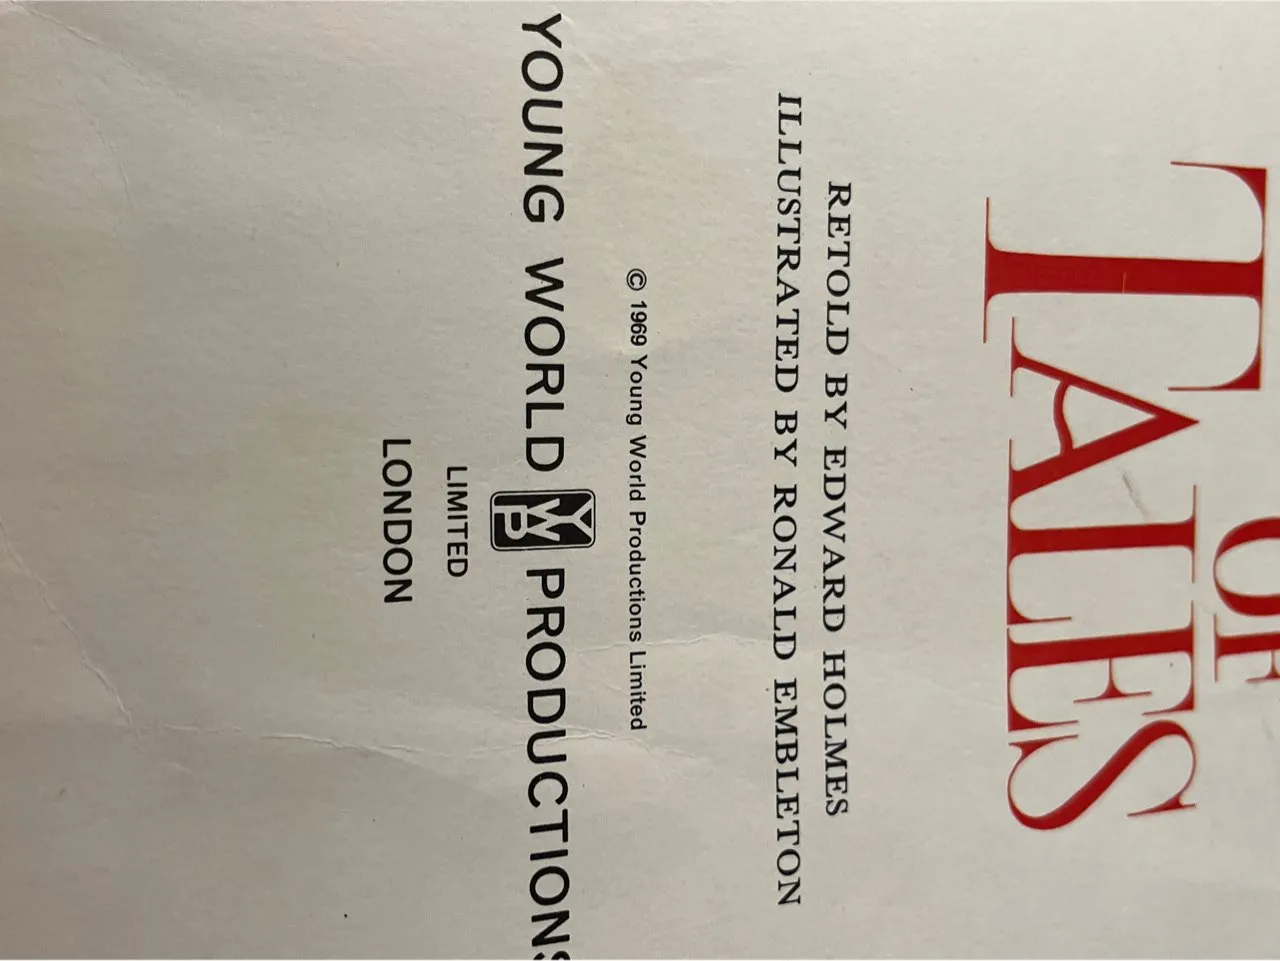 OF
TALES
RETOLD BY EDWARD HOLMES
ILLUSTRATED BY RONALD EMBLETON
© 1969 Young World Productions Limited
YOUNG WORLD YWP PRODUCTIONS
LIMITED
LONDON